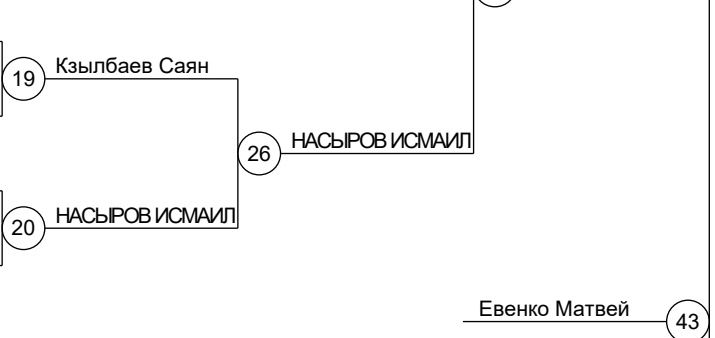 19 Кзылбаев Саян
26 НАСЫРОВ ИСМАИЛ
20 НАСЫРОВ ИСМАИЛ
Евенко Матвей 43